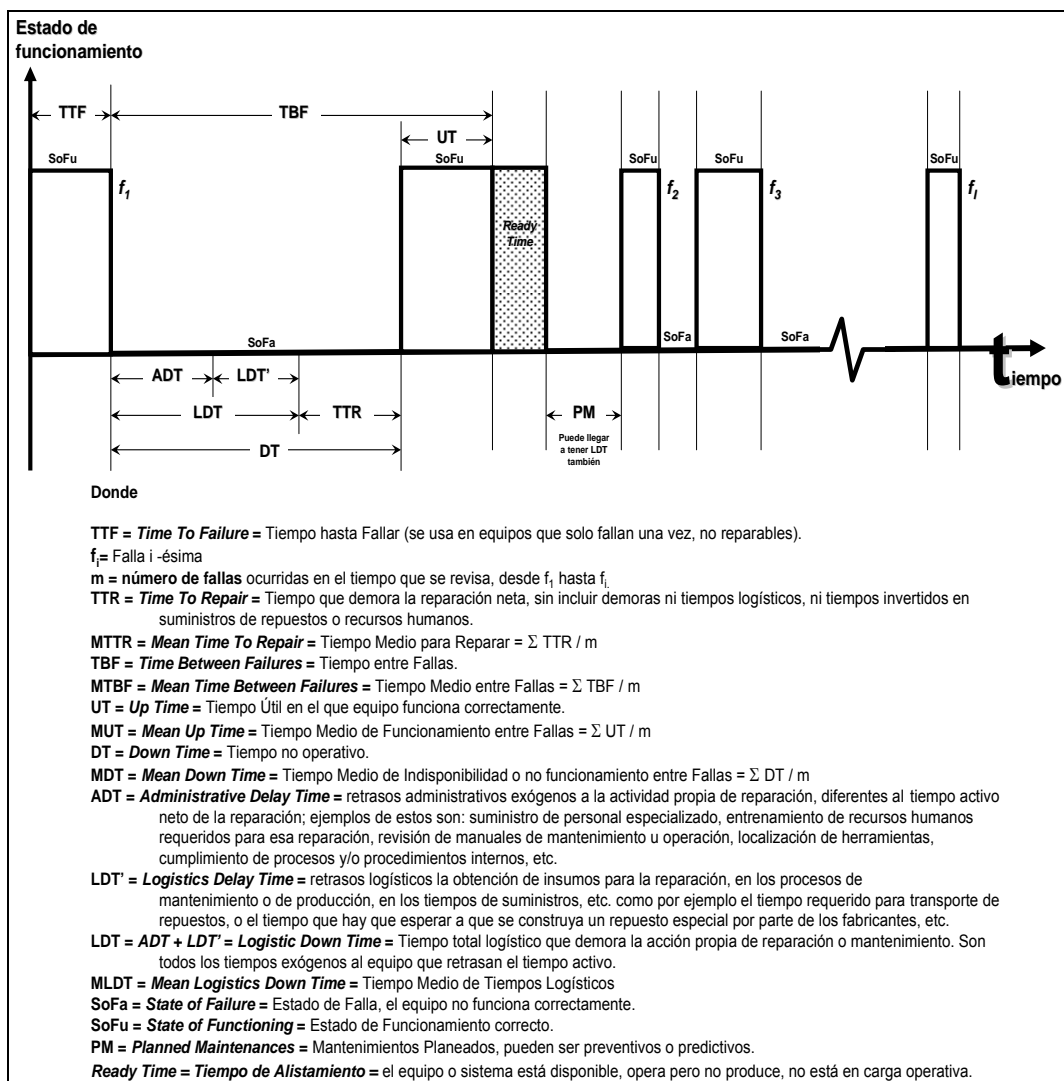 Estado de
funcionamiento
TTF
TBF
UT
SoFu
SoFu
SoFu
SoFu
SoFu
f1
f2
f3
fI
Ready
Time
SoFa
SoFa
SoFa
ADT
LDT’
LDT
TTR
DT
PM
Puede llegar
a tener LDT
también
tiempo
Donde
TTF = Time To Failure = Tiempo hasta Fallar (se usa en equipos que solo fallan una vez, no reparables).
fi= Falla i -ésima
m = número de fallas ocurridas en el tiempo que se revisa, desde f1 hasta fi.
TTR = Time To Repair = Tiempo que demora la reparación neta, sin incluir demoras ni tiempos logísticos, ni tiempos invertidos en
suministros de repuestos o recursos humanos.
MTTR = Mean Time To Repair = Tiempo Medio para Reparar = Σ TTR / m
TBF = Time Between Failures = Tiempo entre Fallas.
MTBF = Mean Time Between Failures = Tiempo Medio entre Fallas = Σ TBF / m
UT = Up Time = Tiempo Útil en el que equipo funciona correctamente.
MUT = Mean Up Time = Tiempo Medio de Funcionamiento entre Fallas = Σ UT / m
DT = Down Time = Tiempo no operativo.
MDT = Mean Down Time = Tiempo Medio de Indisponibilidad o no funcionamiento entre Fallas = Σ DT / m
ADT = Administrative Delay Time = retrasos administrativos exógenos a la actividad propia de reparación, diferentes al tiempo activo
neto de la reparación; ejemplos de estos son: suministro de personal especializado, entrenamiento de recursos humanos
requeridos para esa reparación, revisión de manuales de mantenimiento u operación, localización de herramientas,
cumplimiento de procesos y/o procedimientos internos, etc.
LDT’ = Logistics Delay Time = retrasos logísticos la obtención de insumos para la reparación, en los procesos de
mantenimiento o de producción, en los tiempos de suministros, etc. como por ejemplo el tiempo requerido para transporte de
repuestos, o el tiempo que hay que esperar a que se construya un repuesto especial por parte de los fabricantes, etc.
LDT = ADT + LDT’ = Logistic Down Time = Tiempo total logístico que demora la acción propia de reparación o mantenimiento. Son
todos los tiempos exógenos al equipo que retrasan el tiempo activo.
MLDT = Mean Logistics Down Time = Tiempo Medio de Tiempos Logísticos
SoFa = State of Failure = Estado de Falla, el equipo no funciona correctamente.
SoFu = State of Functioning = Estado de Funcionamiento correcto.
PM = Planned Maintenances = Mantenimientos Planeados, pueden ser preventivos o predictivos.
Ready Time = Tiempo de Alistamiento = el equipo o sistema está disponible, opera pero no produce, no está en carga operativa.